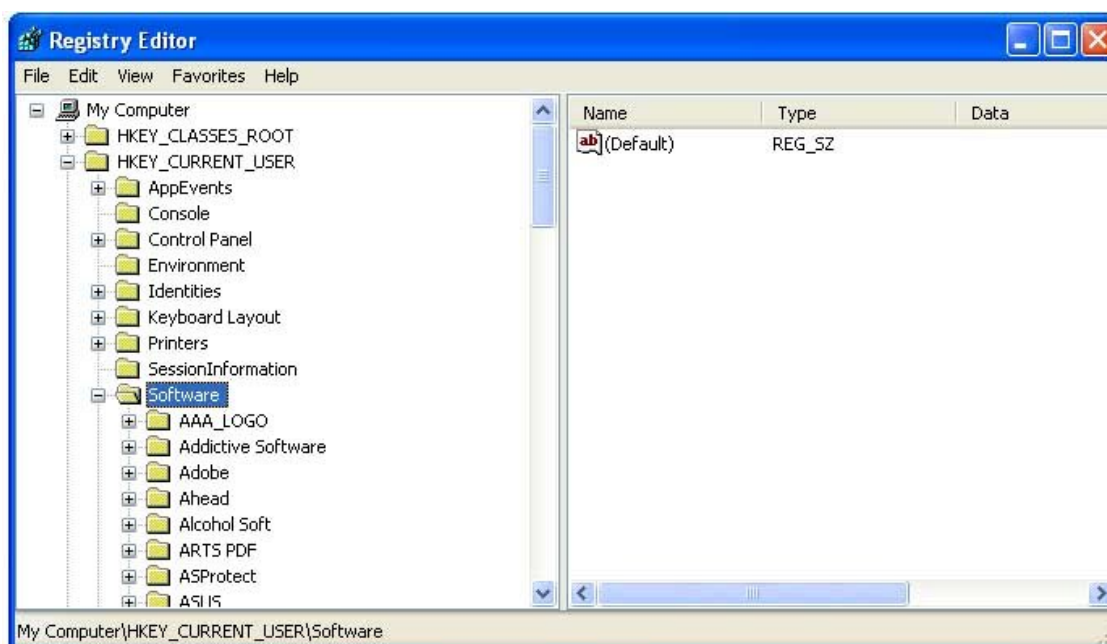 Registry Editor
File Edit View Favorites Help
My Computer
HKEY_CLASSES_ROOT
HKEY_CURRENT_USER
AppEvents
Console
Control Panel
Environment
Identities
Keyboard Layout
Printers
SessionInformation
Software
AAA_LOGO
Addictive Software
Adobe
Ahead
Alcohol Soft
ARTS PDF
ASProtect
ASUS
Name Type Data
ab (Default) REG_SZ
My Computer\HKEY_CURRENT_USER\Software